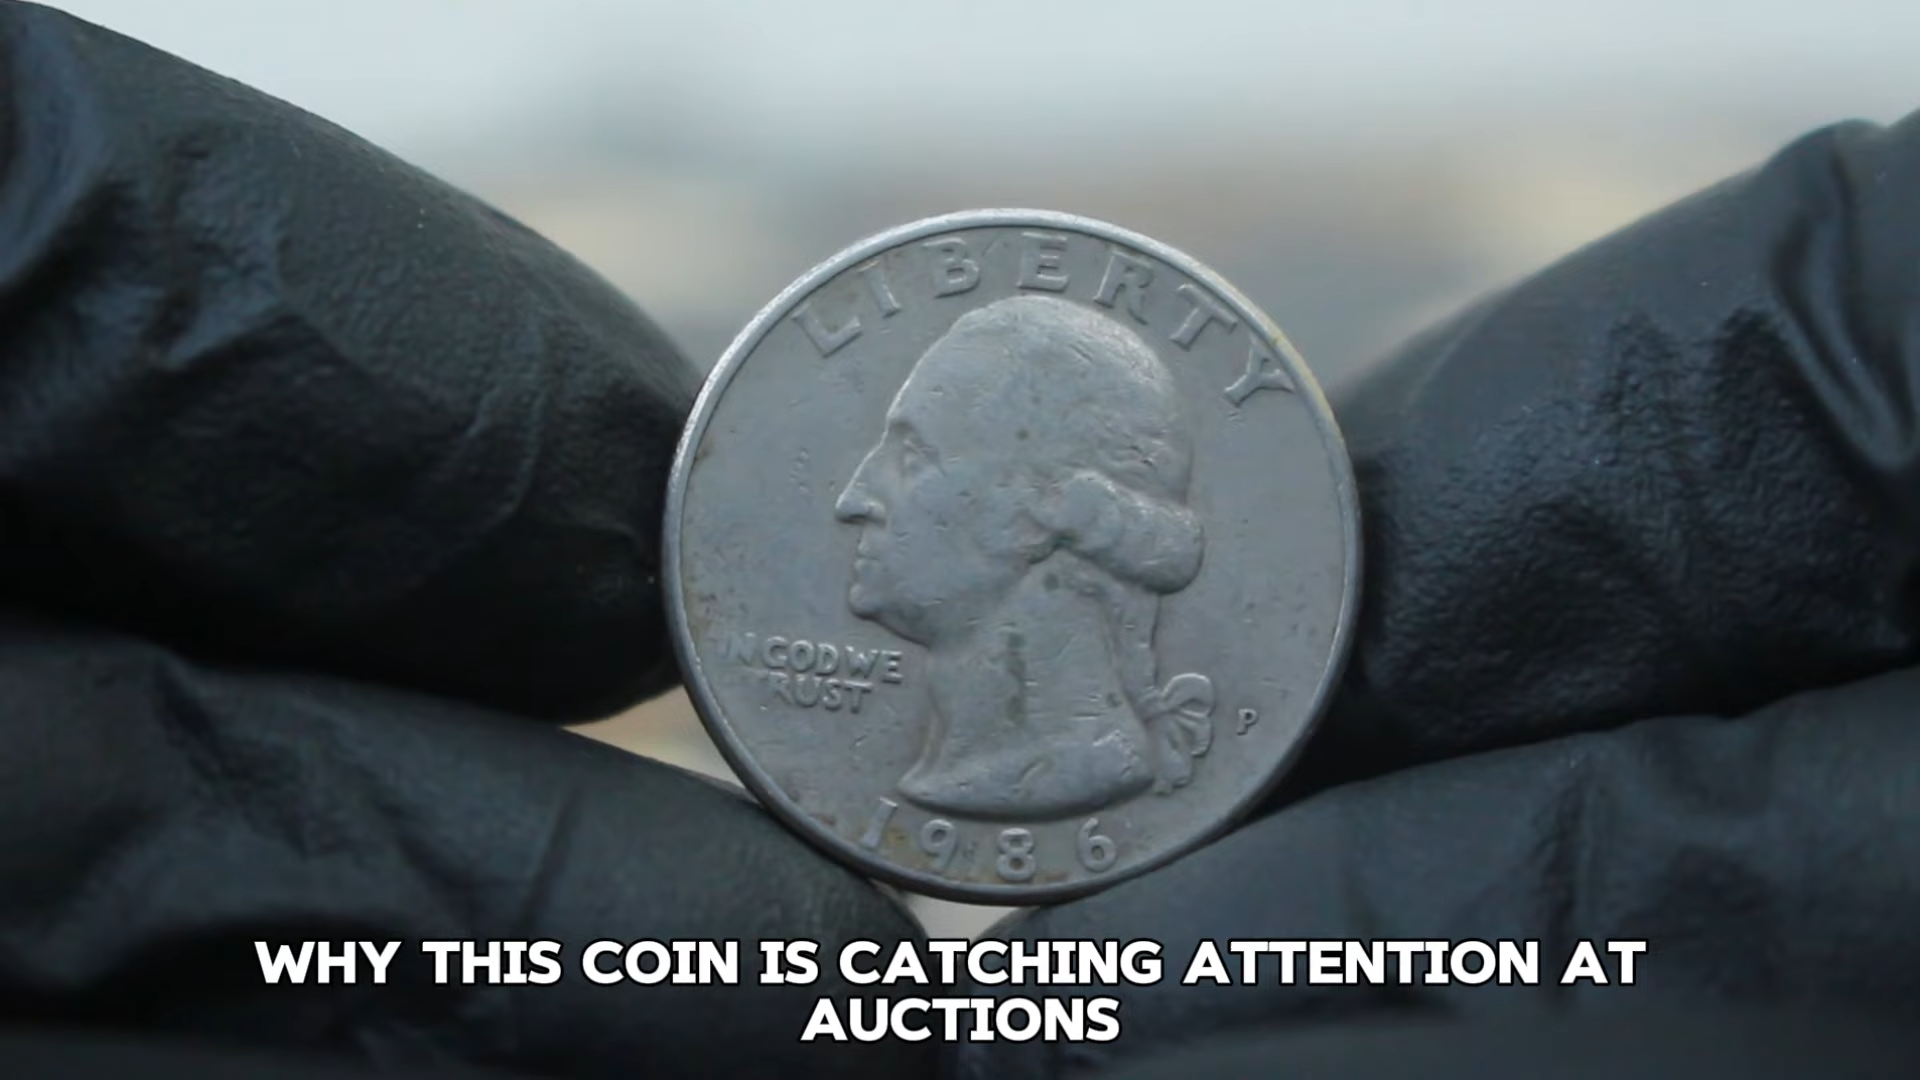 LIBERTY
IN GOD WE
TRUST
P
1986
WHY THIS COIN IS CATCHING ATTENTION AT
AUCTIONS